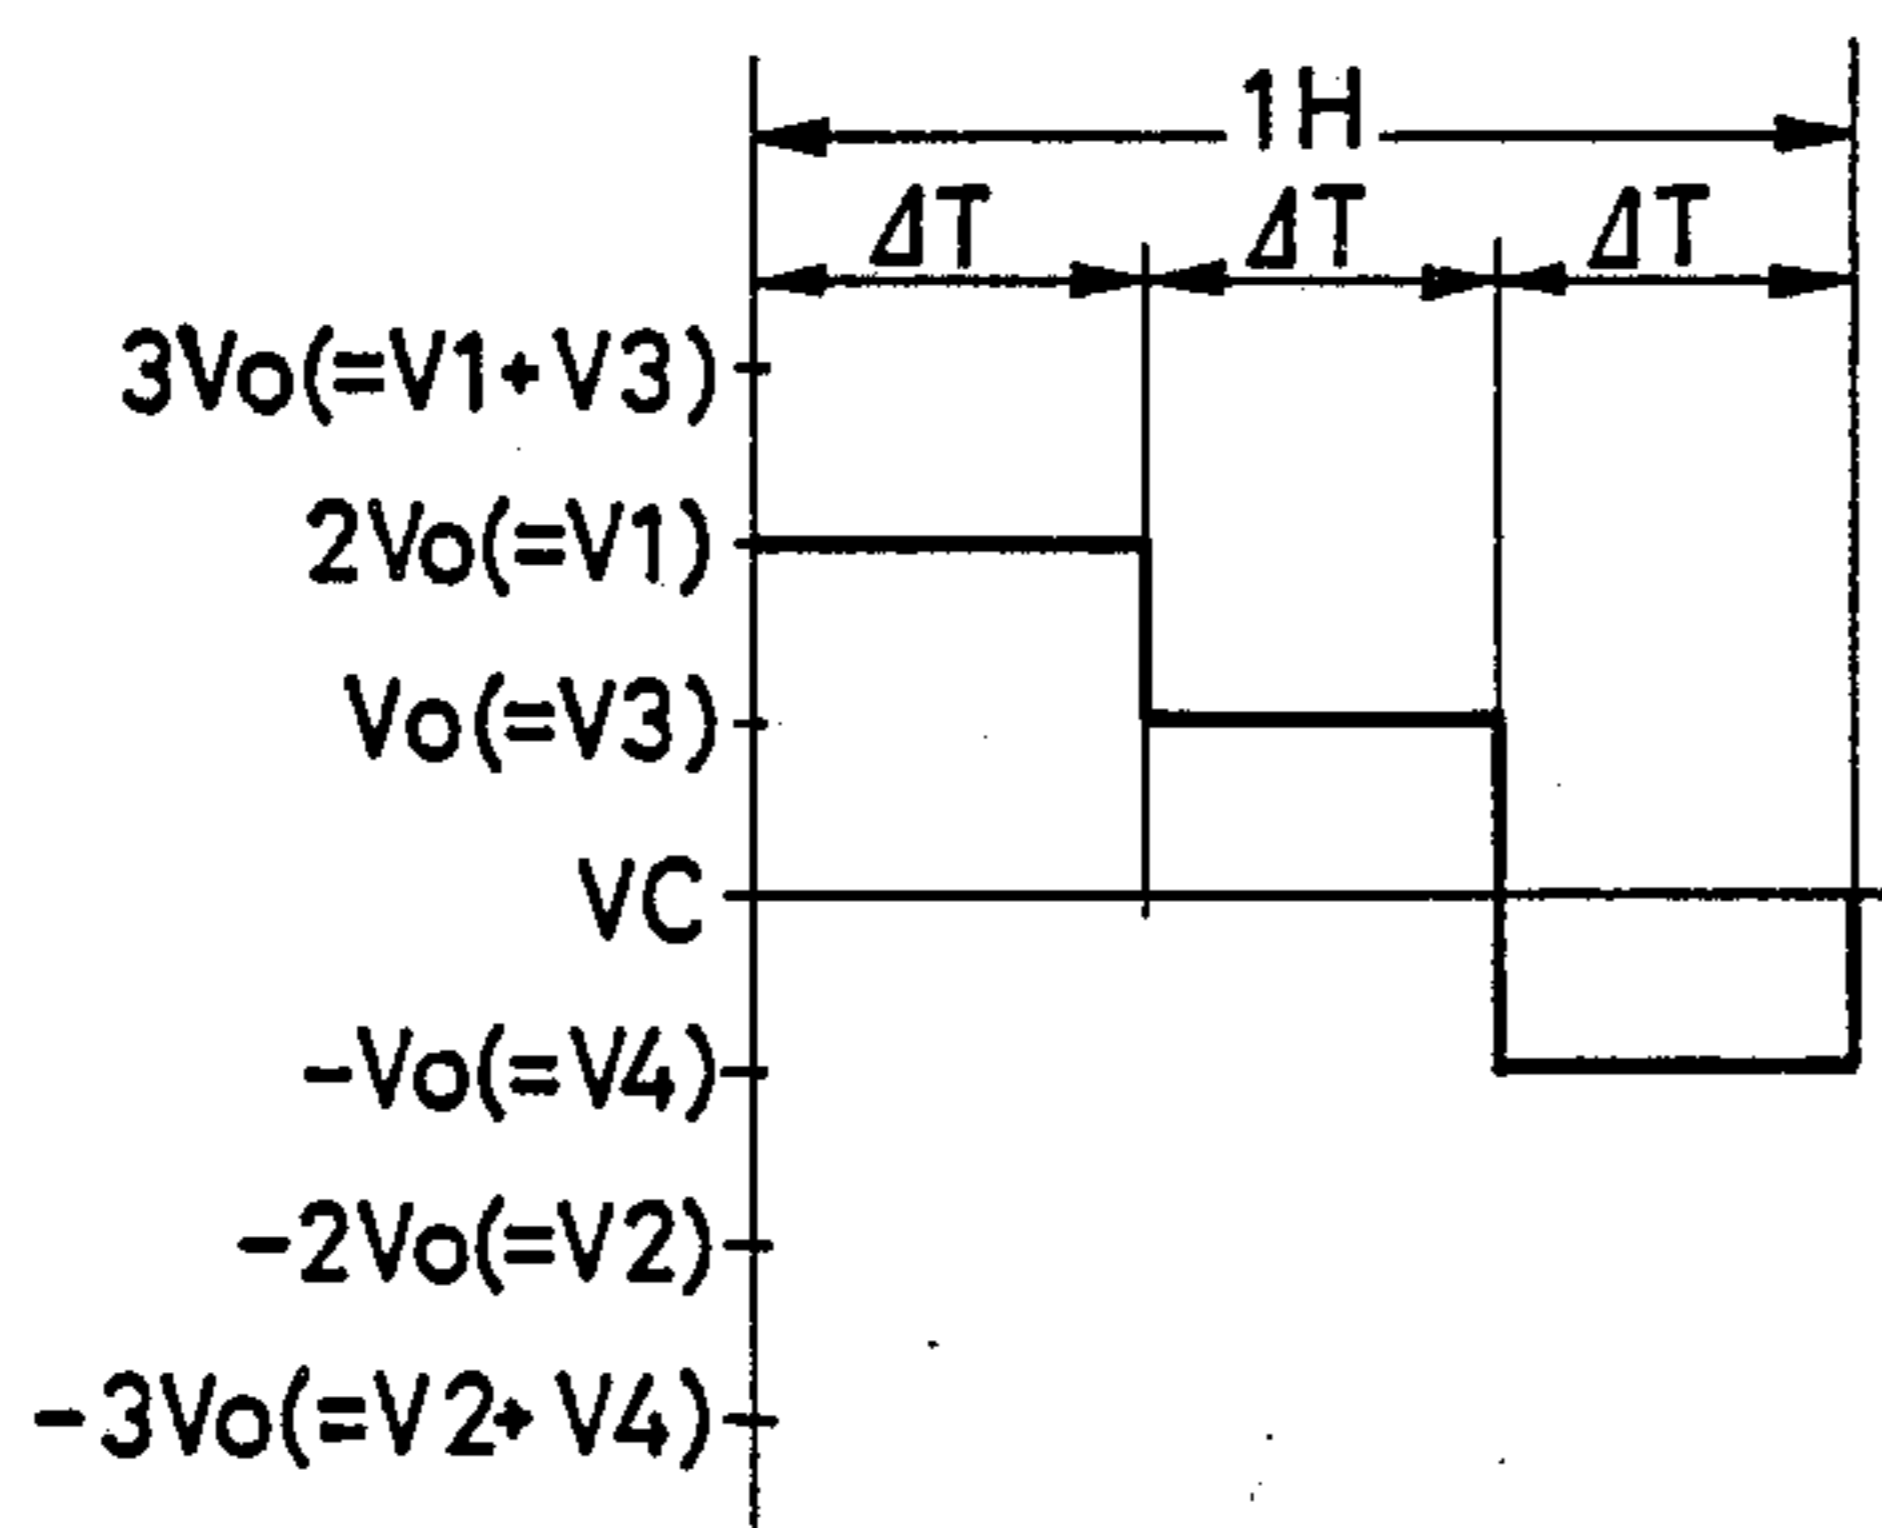 1H
ΔT ΔT ΔT
3Vo(=V1+V3)
2Vo(=V1)
Vo(=V3)
VC
-Vo(=V4)
-2Vo(=V2)
-3Vo(=V2+V4)